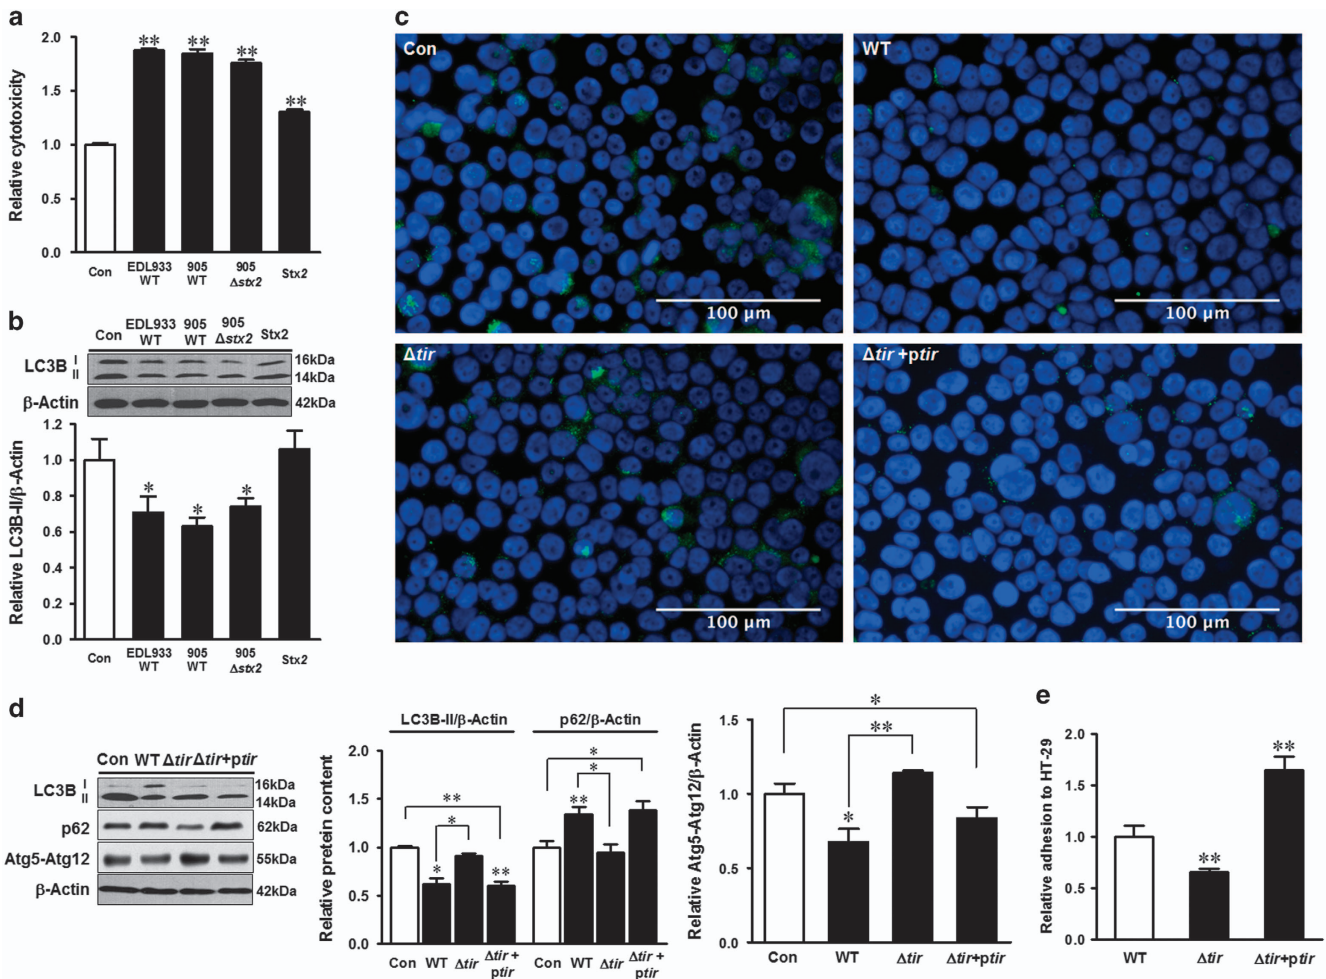 a
Relative cytotoxicity
2.0
1.5
1.0
0.5
0.0
** ** ** **
Con EDL933 WT 905 WT 905 Δstx2 Stx2
b
Con EDL933 WT 905 WT 905 Δstx2 Stx2
LC3B I II
16kDa
14kDa
β-Actin 42kDa
Relative LC3B-II/β-Actin
1.2
1.0
0.8
0.6
0.4
0.2
0.0
* * *
Con EDL933 WT 905 WT 905 Δstx2 Stx2
c
Con
100 µm
WT
100 µm
Δtir
100 µm
Δtir +ptir
100 µm
d
Con WT Δtir Δtir+ptir
LC3B I II
16kDa
14kDa
p62 62kDa
Atg5-Atg12 55kDa
β-Actin 42kDa
LC3B-II/β-Actin p62/β-Actin
Relative pretein content
2.0
1.5
1.0
0.5
0.0
** * * **
* * **
Con WT Δtir Δtir + ptir Con WT Δtir Δtir + ptir
Relative Atg5-Atg12/β-Actin
1.5
1.0
0.5
0.0
*
**
*
Con WT Δtir Δtir+ptir
e
Relative adhesion to HT-29
2.0
1.5
1.0
0.5
0.0
** **
WT Δtir Δtir+ptir